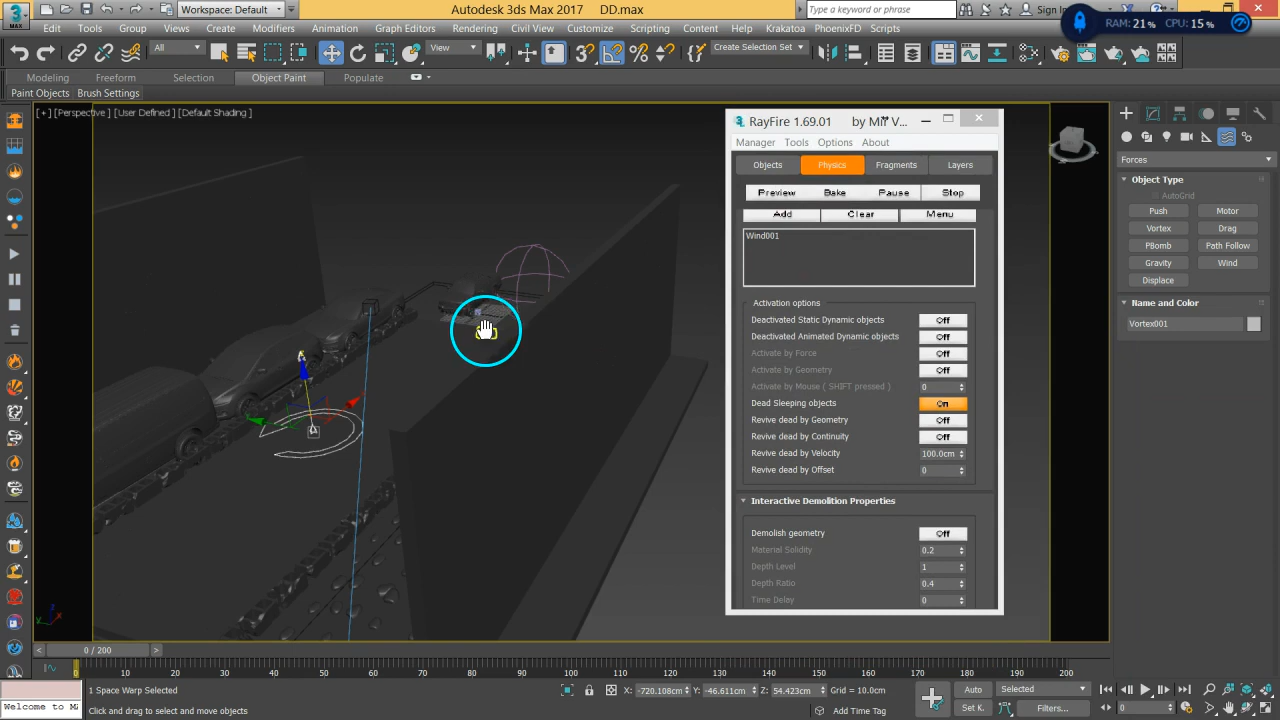 Workspace: Default
Autodesk 3ds Max 2017 DD.max
Type a keyword or phrase
Sign In
RAM: 21 % CPU: 15 %
MAX
Edit Tools Group Views Create Modifiers Animation Graph Editors Rendering Civil View Customize Scripting Content Help Krakatoa PhoenixFD Scripts
All
View
Create Selection Set
Modeling Freeform Selection Object Paint Populate
Paint Objects Brush Settings
[ + ] [Perspective ] [User Defined ] [Default Shading ]
RayFire 1.69.01 by Mir V...
Manager Tools Options About
Objects Physics Fragments Layers
Preview Bake Pause Stop
Add Clear Menu
Wind001
Activation options
Deactivated Static Dynamic objects Off
Deactivated Animated Dynamic objects Off
Activate by Force Off
Activate by Geometry Off
Activate by Mouse ( SHIFT pressed ) 0
Dead Sleeping objects On
Revive dead by Geometry Off
Revive dead by Continuity Off
Revive dead by Velocity 100.0cm
Revive dead by Offset 0
Interactive Demolition Properties
Demolish geometry Off
Material Solidity 0.2
Depth Level 1
Depth Ratio 0.4
Time Delay 0
Forces
Object Type
AutoGrid
Push Motor
Vortex Drag
PBomb Path Follow
Gravity Wind
Displace
Name and Color
Vortex001
0 / 200
0 10 20 30 40 50 60 70 80 90 100 110 120 130 140 150 160 170 180 190 200
1 Space Warp Selected
X: -720.108cm Y: -46.611cm Z: 54.423cm Grid = 10.0cm
Auto Selected
Welcome to M
Click and drag to select and move objects
Add Time Tag
Set K. Filters...
0